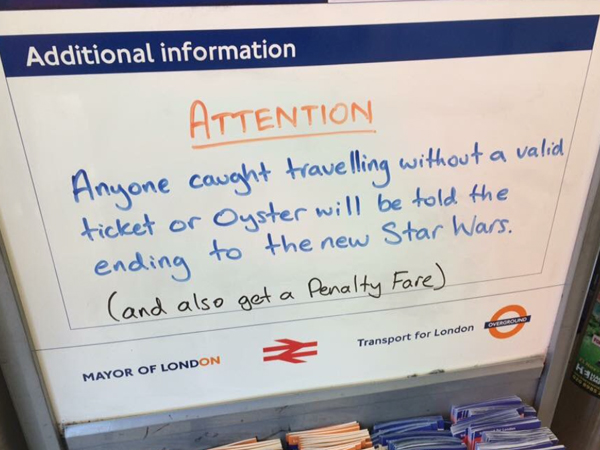 Additional information
ATTENTION
Anyone caught travelling without a valid
ticket or Oyster will be told the
ending to the new Star Wars.
(and also get a Penalty Fare)
MAYOR OF LONDON
Transport for London
OVERGROUND